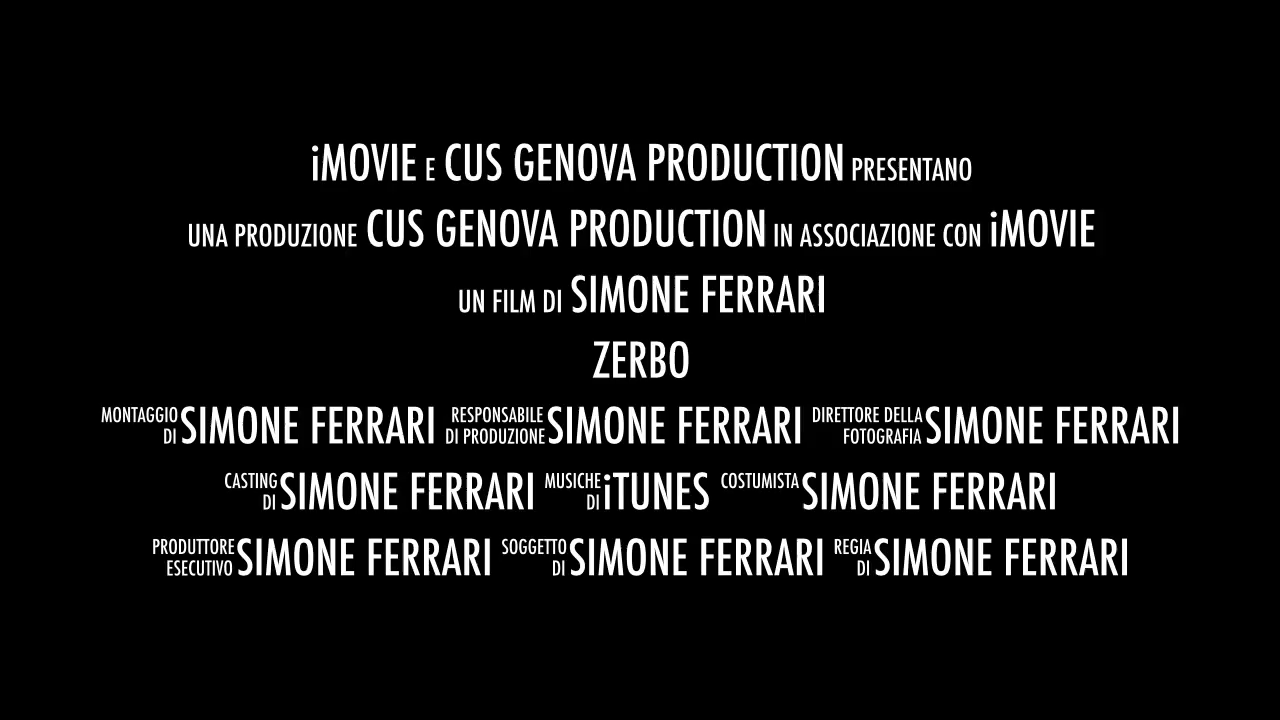 iMOVIE E CUS GENOVA PRODUCTION PRESENTANO
UNA PRODUZIONE CUS GENOVA PRODUCTION IN ASSOCIAZIONE CON iMOVIE
UN FILM DI SIMONE FERRARI
ZERBO
MONTAGGIO DI SIMONE FERRARI RESPONSABILE DI PRODUZIONE SIMONE FERRARI DIRETTORE DELLA FOTOGRAFIA SIMONE FERRARI
CASTING DI SIMONE FERRARI MUSICHE DI iTUNES COSTUMISTA SIMONE FERRARI
PRODUTTORE ESECUTIVO SIMONE FERRARI SOGGETTO DI SIMONE FERRARI REGIA DI SIMONE FERRARI